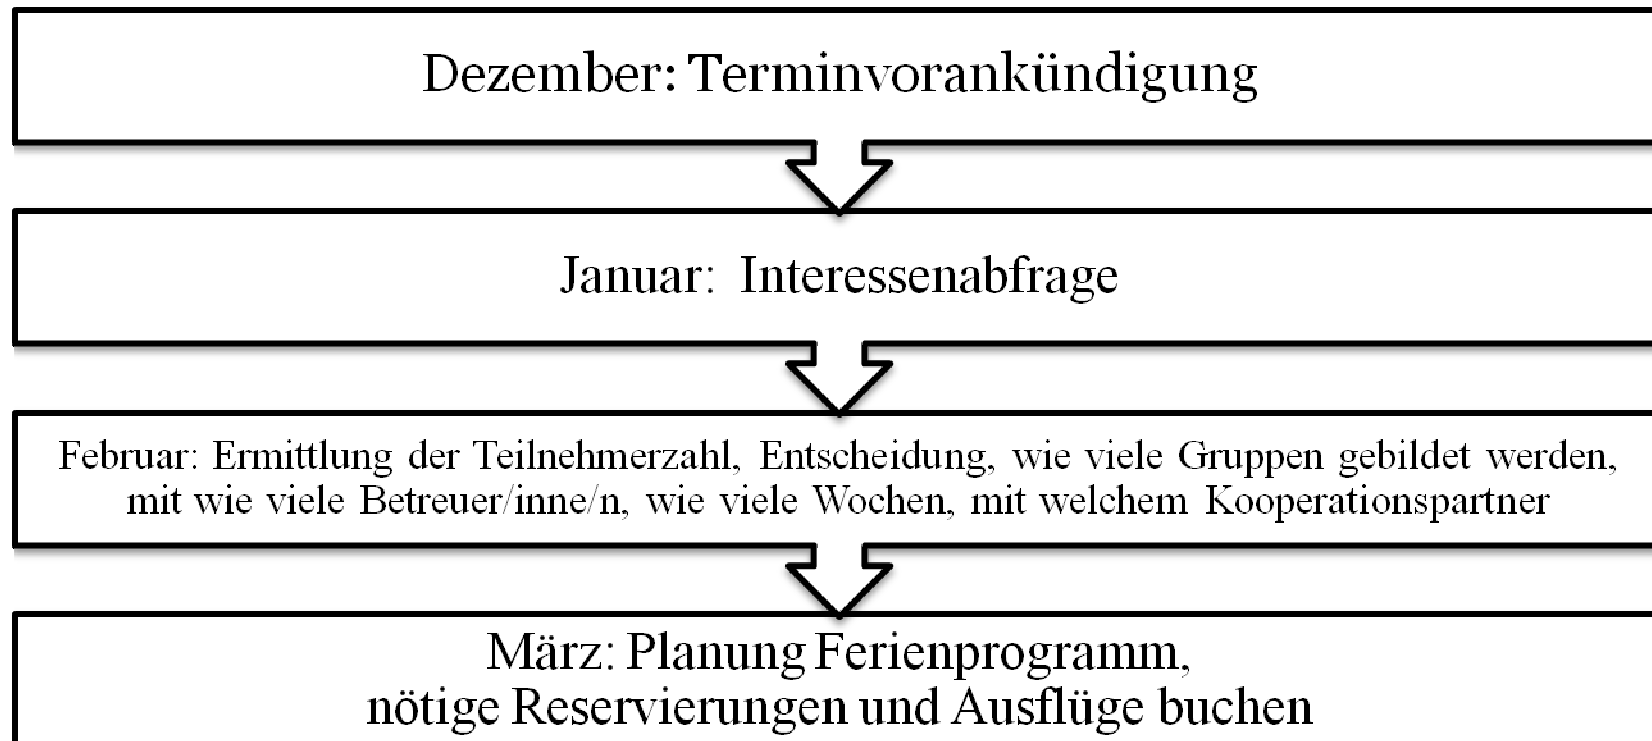 Dezember: Terminvorankündigung
Januar: Interessenabfrage
Februar: Ermittlung der Teilnehmerzahl, Entscheidung, wie viele Gruppen gebildet werden,
mit wie viele Betreuer/inne/n, wie viele Wochen, mit welchem Kooperationspartner
März: Planung Ferienprogramm,
nötige Reservierungen und Ausflüge buchen